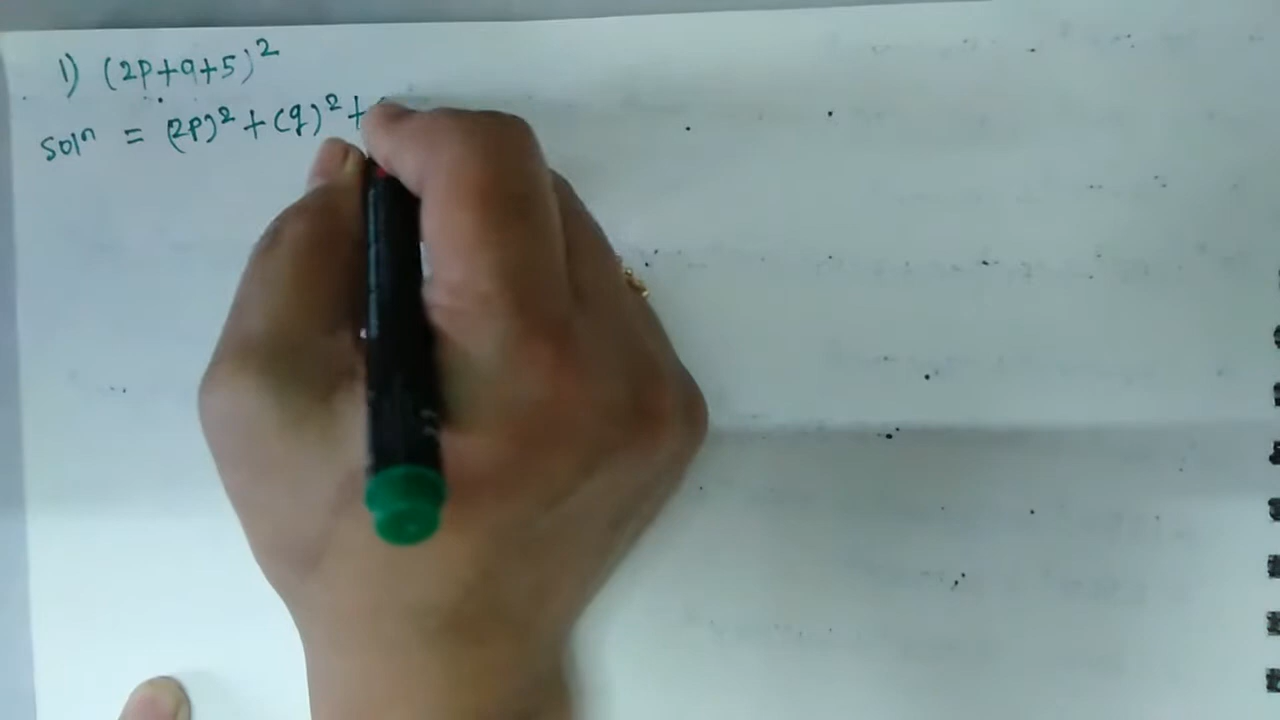 1) (2p+q+5)²
Solⁿ = (2p)² + (q)² +